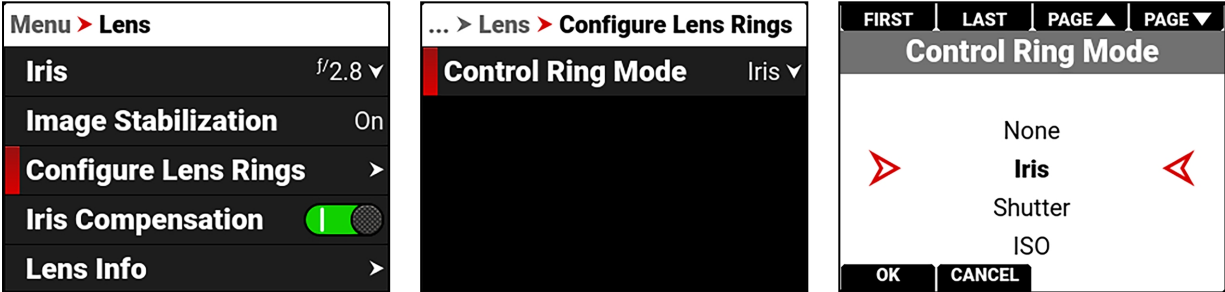 Menu > Lens
Iris f/2.8
Image Stabilization On
Configure Lens Rings >
Iris Compensation
Lens Info >
... > Lens > Configure Lens Rings
Control Ring Mode Iris
FIRST LAST PAGE▲ PAGE▼
Control Ring Mode
None
Iris
Shutter
ISO
OK CANCEL